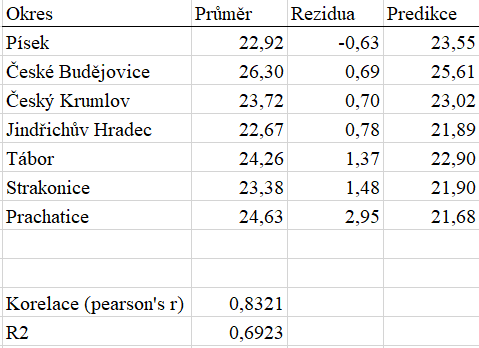 Okres Průměr Rezidua Predikce
Písek 22,92 -0,63 23,55
České Budějovice 26,30 0,69 25,61
Český Krumlov 23,72 0,70 23,02
Jindřichův Hradec 22,67 0,78 21,89
Tábor 24,26 1,37 22,90
Strakonice 23,38 1,48 21,90
Prachatice 24,63 2,95 21,68
Korelace (pearson's r) 0,8321
R2 0,6923